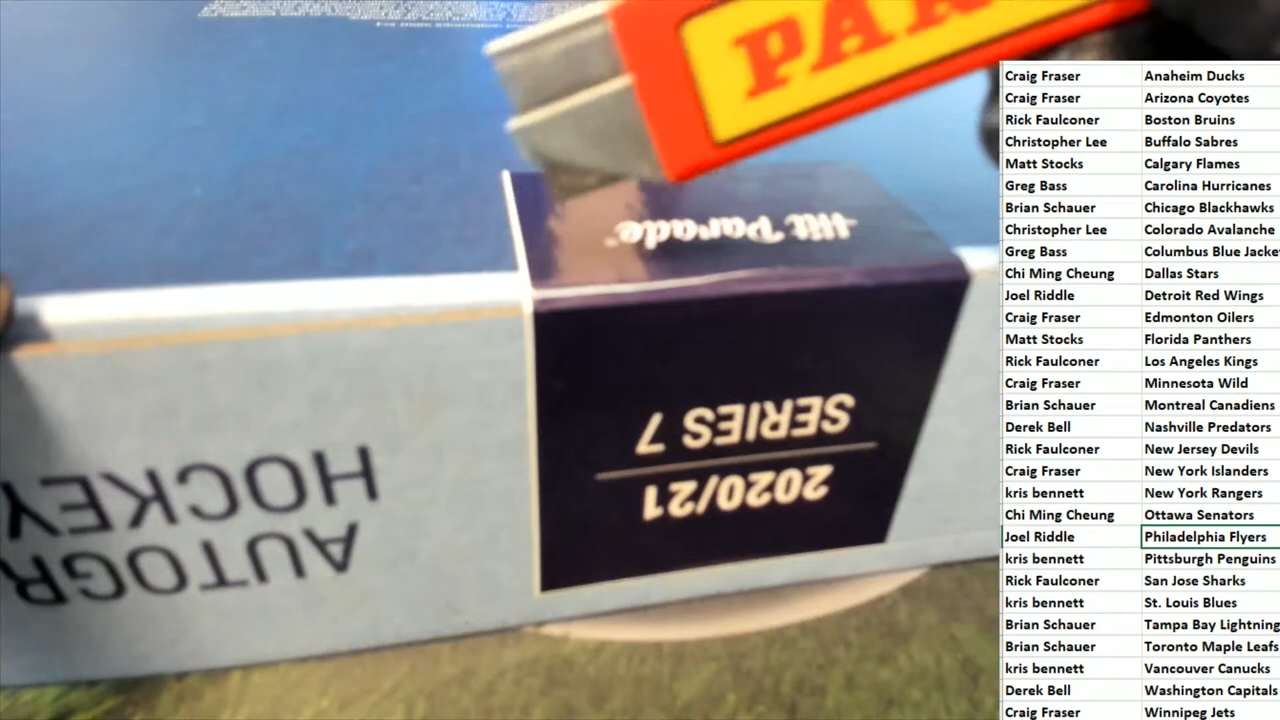 PA
Hit Parade
SERIES 7
2020/21
HOCKEY
AUTOGR
Craig Fraser Anaheim Ducks
Craig Fraser Arizona Coyotes
Rick Faulconer Boston Bruins
Christopher Lee Buffalo Sabres
Matt Stocks Calgary Flames
Greg Bass Carolina Hurricanes
Brian Schauer Chicago Blackhawks
Christopher Lee Colorado Avalanche
Greg Bass Columbus Blue Jacke
Chi Ming Cheung Dallas Stars
Joel Riddle Detroit Red Wings
Craig Fraser Edmonton Oilers
Matt Stocks Florida Panthers
Rick Faulconer Los Angeles Kings
Craig Fraser Minnesota Wild
Brian Schauer Montreal Canadiens
Derek Bell Nashville Predators
Rick Faulconer New Jersey Devils
Craig Fraser New York Islanders
kris bennett New York Rangers
Chi Ming Cheung Ottawa Senators
Joel Riddle Philadelphia Flyers
kris bennett Pittsburgh Penguins
Rick Faulconer San Jose Sharks
kris bennett St. Louis Blues
Brian Schauer Tampa Bay Lightning
Brian Schauer Toronto Maple Leafs
kris bennett Vancouver Canucks
Derek Bell Washington Capitals
Craig Fraser Winnipeg Jets